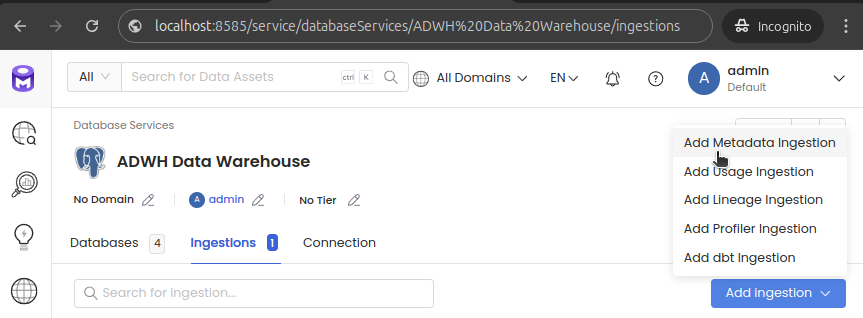 localhost:8585/service/databaseServices/ADWH%20Data%20Warehouse/ingestions
Incognito
All Search for Data Assets ctrl K All Domains EN ? A admin
Default
Database Services
ADWH Data Warehouse
No Domain A admin No Tier
Databases 4 Ingestions 1 Connection
Add Metadata Ingestion
Add Usage Ingestion
Add Lineage Ingestion
Add Profiler Ingestion
Add dbt Ingestion
Search for Ingestion... Add Ingestion